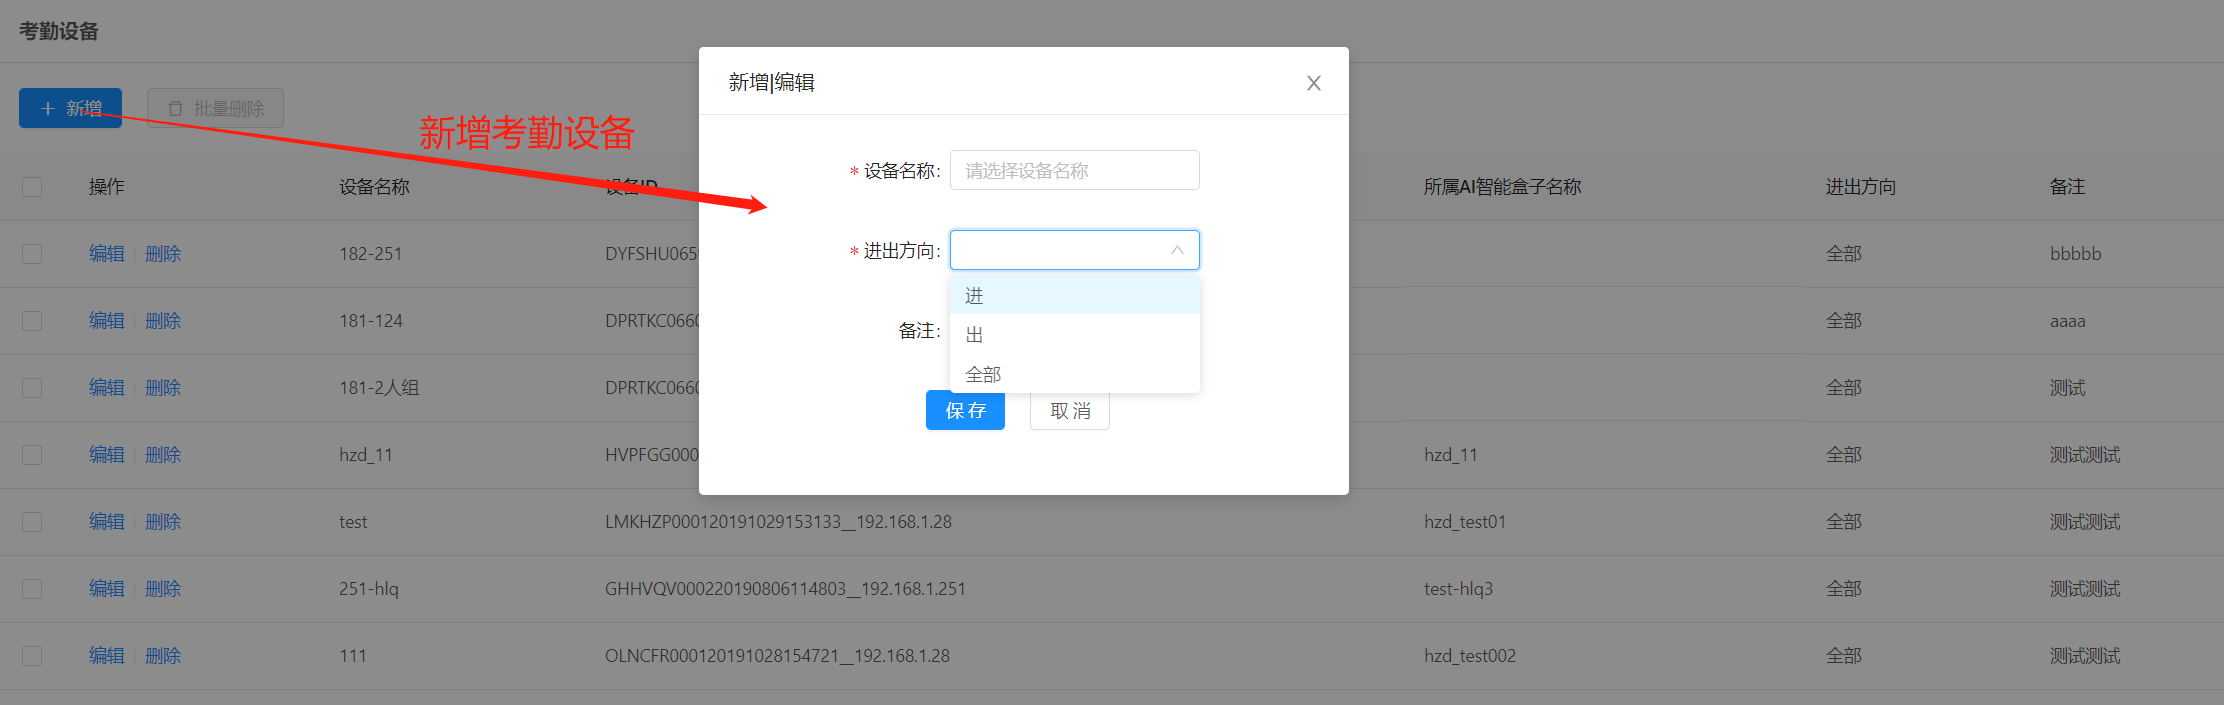 考勤设备
新增|编辑
新增 批量删除
新增考勤设备
* 设备名称: 请选择设备名称
操作 设备名称 设备ID 所属AI智能盒子名称 进出方向 备注
* 进出方向:
编辑 删除 182-251 DYFSHU065 全部 bbbbb
进
编辑 删除 181-124 DPRTKC0660 全部 aaaa
备注:
出
全部
编辑 删除 181-2人组 DPRTKC0660 全部 测试
保存 取消
编辑 删除 hzd_11 HVPFGG000 hzd_11 全部 测试测试
编辑 删除 test LMKHZP000120191029153133__192.168.1.28 hzd_test01 全部 测试测试
编辑 删除 251-hlq GHHVQV000220190806114803__192.168.1.251 test-hlq3 全部 测试测试
编辑 删除 111 OLNCFR000120191028154721__192.168.1.28 hzd_test002 全部 测试测试